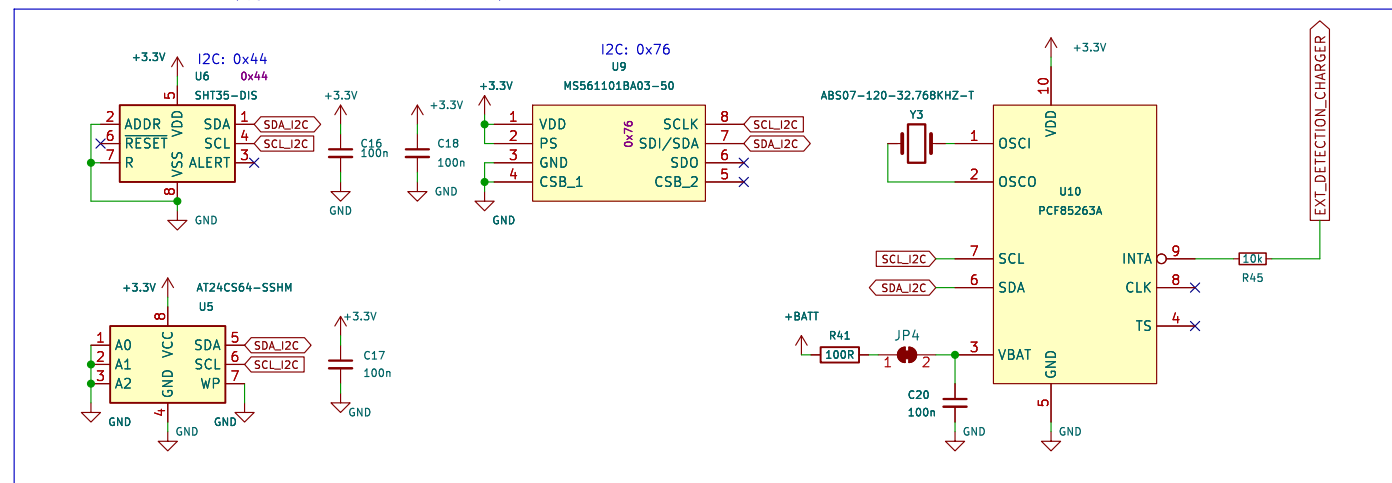 I2C: 0x44
+3.3V
U6
0x44
SHT35-DIS
5
2
ADDR
VDD
SDA
1
SDA_I2C
6
RESET
SCL
4
SCL_I2C
7
R
VSS
ALERT
3
8
GND
+3.3V
C16
100n
GND
+3.3V
C18
100n
GND
I2C: 0x76
U9
MS561101BA03-50
+3.3V
1
VDD
0x76
SCLK
8
SCL_I2C
2
PS
SDI/SDA
7
SDA_I2C
3
GND
SDO
6
4
CSB_1
CSB_2
5
GND
+3.3V
AT24CS64-SSHM
U5
8
1
A0
VCC
SDA
5
SDA_I2C
2
A1
SCL
6
SCL_I2C
3
A2
GND
WP
7
4
GND
GND
GND
+3.3V
C17
100n
GND
+3.3V
10
ABS07-120-32.768KHZ-T
Y3
VDD
1
OSCI
2
OSCO
U10
PCF85263A
SCL_I2C
7
SCL
SDA_I2C
6
SDA
INTA
9
10k
R45
EXT_DETECTION_CHARGER
CLK
8
TS
4
+BATT
R41
100R
JP4
1
2
3
VBAT
GND
C20
100n
5
GND
GND